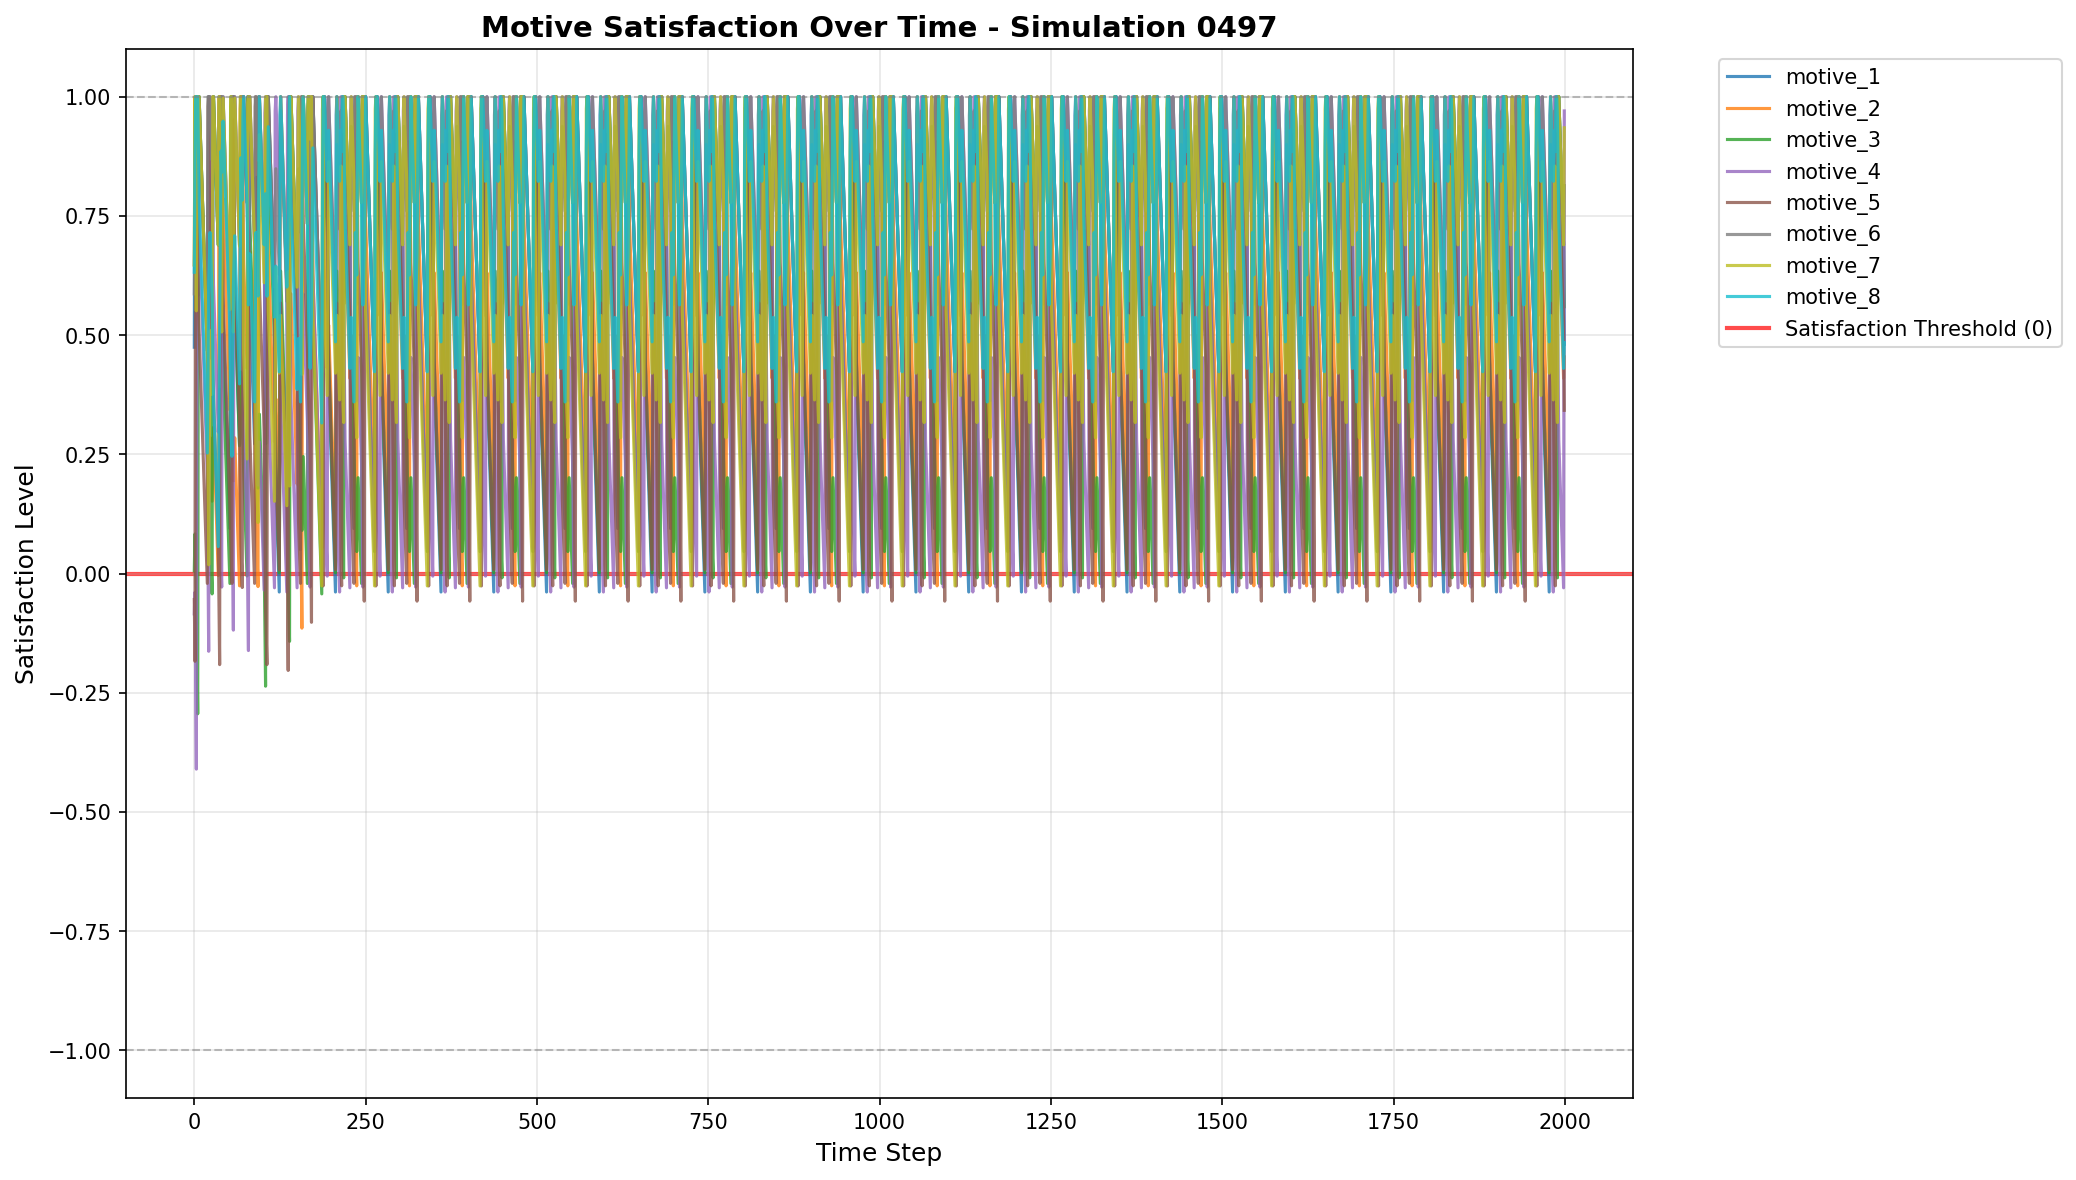 Motive Satisfaction Over Time - Simulation 0497
Satisfaction Level
1.00
0.75
0.50
0.25
0.00
−0.25
−0.50
−0.75
−1.00
0 250 500 750 1000 1250 1500 1750 2000
Time Step
motive_1
motive_2
motive_3
motive_4
motive_5
motive_6
motive_7
motive_8
Satisfaction Threshold (0)